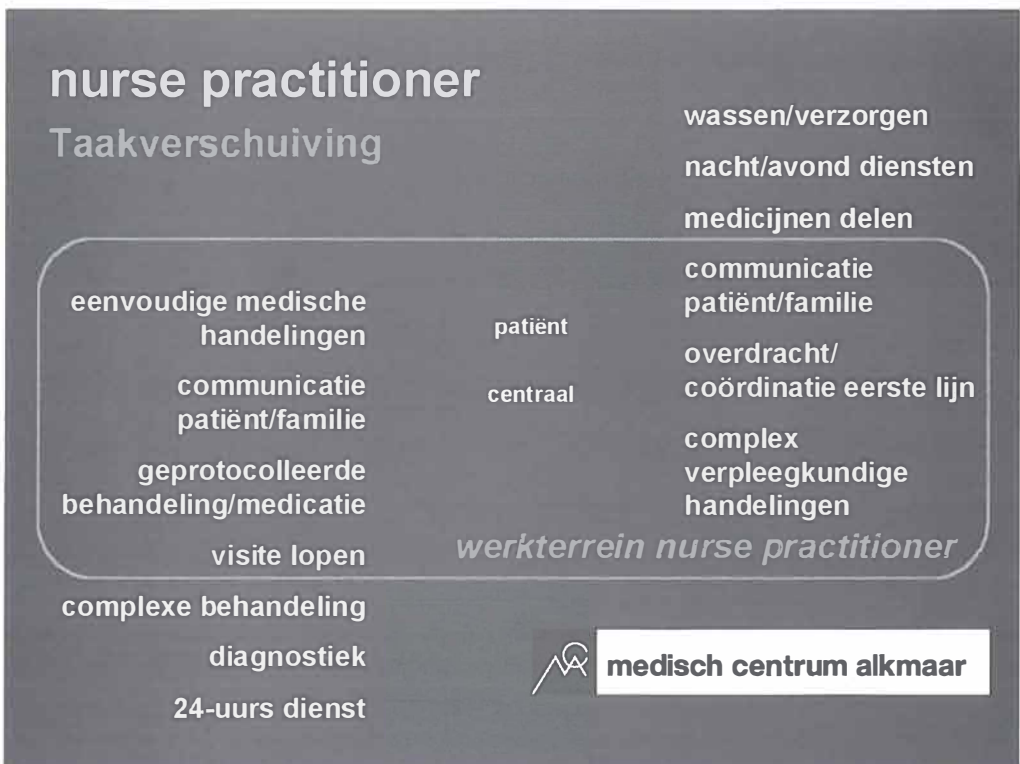 nurse practitioner
Taakverschuiving
eenvoudige medische
handelingen
communicatie
patiënt/familie
geprotocolleerde
behandeling/medicatie
visite lopen
complexe behandeling
diagnostiek
24-uurs dienst
patiënt
centraal
wassen/verzorgen
nacht/avond diensten
medicijnen delen
communicatie
patiënt/familie
overdracht/
coördinatie eerste lijn
complex
verpleegkundige
handelingen
werkterrein nurse practitioner
medisch centrum alkmaar